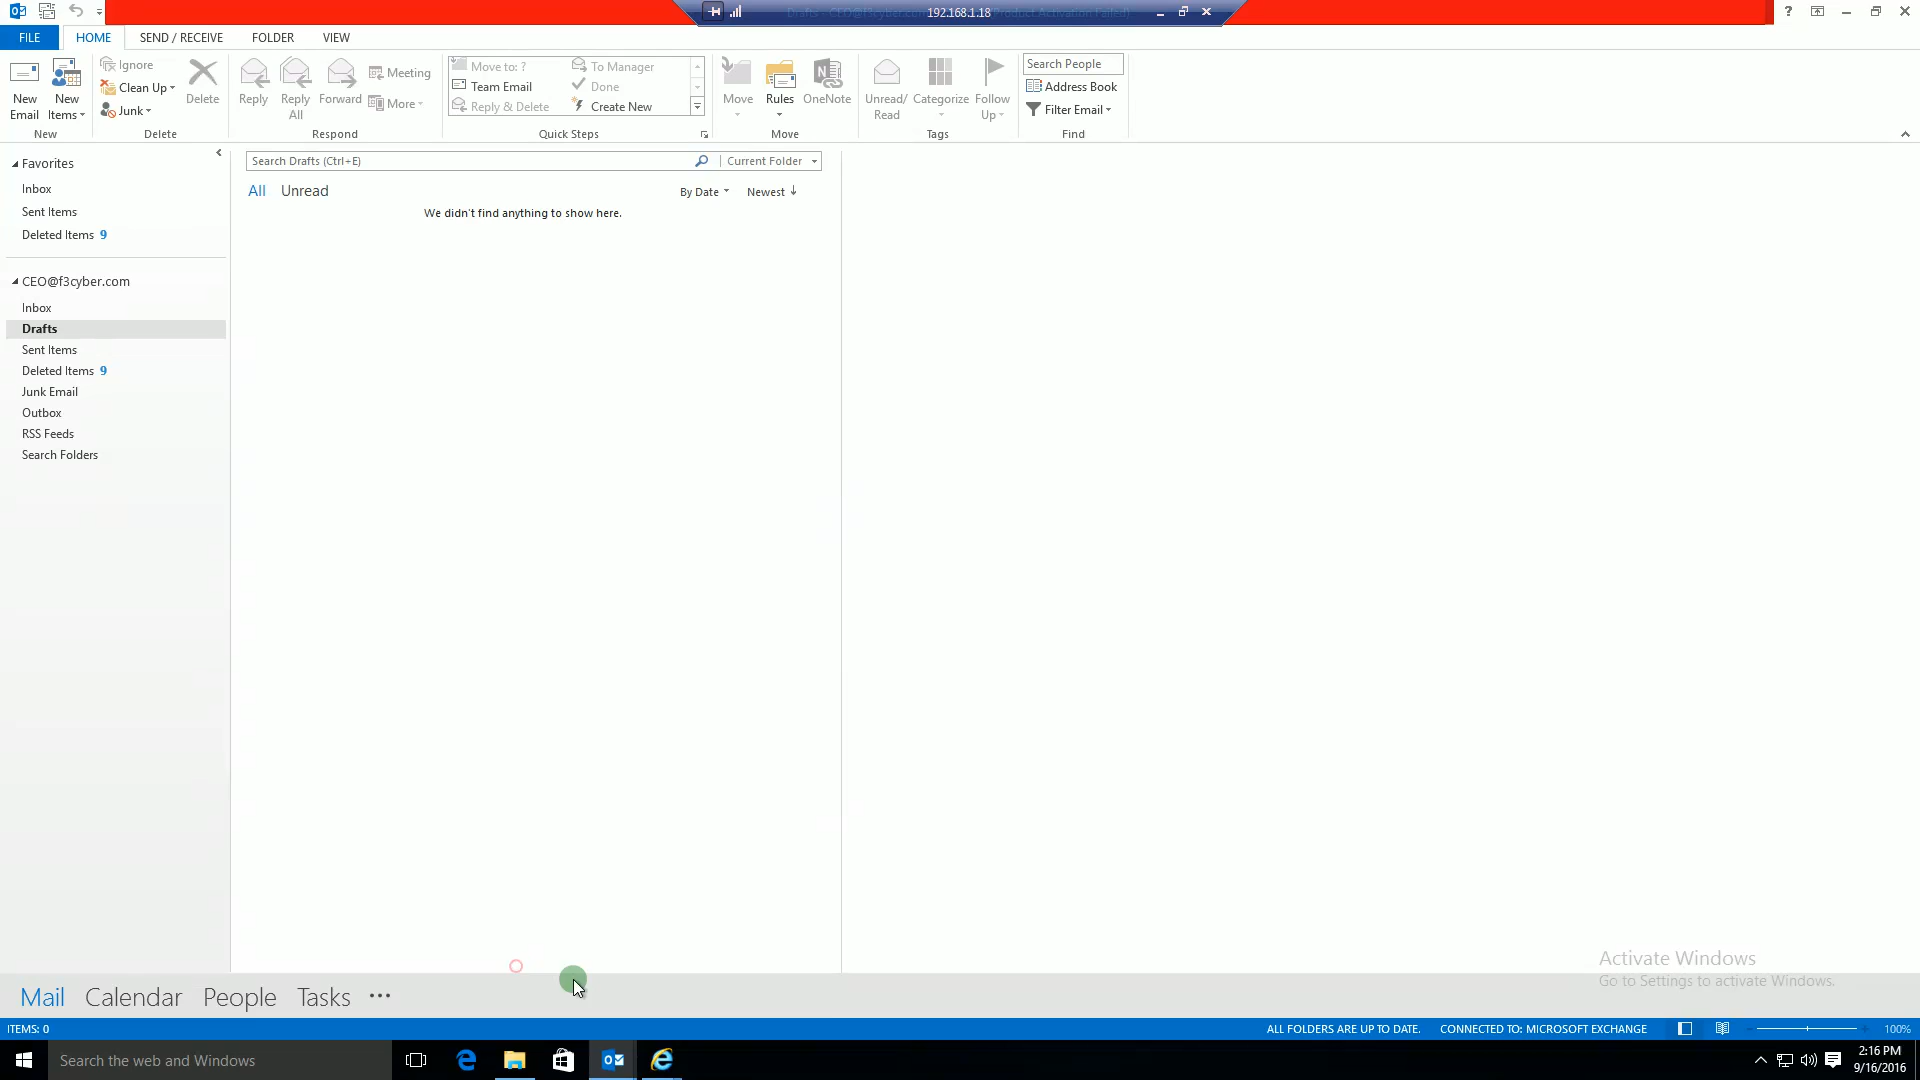 Drafts - CEO@f3cyber.com 192.168.1.18 Product Activation Failed)
FILE HOME SEND / RECEIVE FOLDER VIEW
New Email
New Items
Ignore
Clean Up
Junk
Delete
Reply
Reply All
Forward
Meeting
More
Move to: ?
Team Email
Reply & Delete
To Manager
Done
Create New
Move
Rules
OneNote
Unread/ Read
Categorize
Follow Up
Search People
Address Book
Filter Email
New Delete Respond Quick Steps Move Tags Find
Favorites
Inbox
Sent Items
Deleted Items 9
CEO@f3cyber.com
Inbox
Drafts
Sent Items
Deleted Items 9
Junk Email
Outbox
RSS Feeds
Search Folders
Search Drafts (Ctrl+E) Current Folder
All Unread By Date Newest
We didn't find anything to show here.
Activate Windows
Go to Settings to activate Windows.
Mail Calendar People Tasks ···
ITEMS: 0 ALL FOLDERS ARE UP TO DATE. CONNECTED TO: MICROSOFT EXCHANGE 100%
Search the web and Windows
2:16 PM
9/16/2016